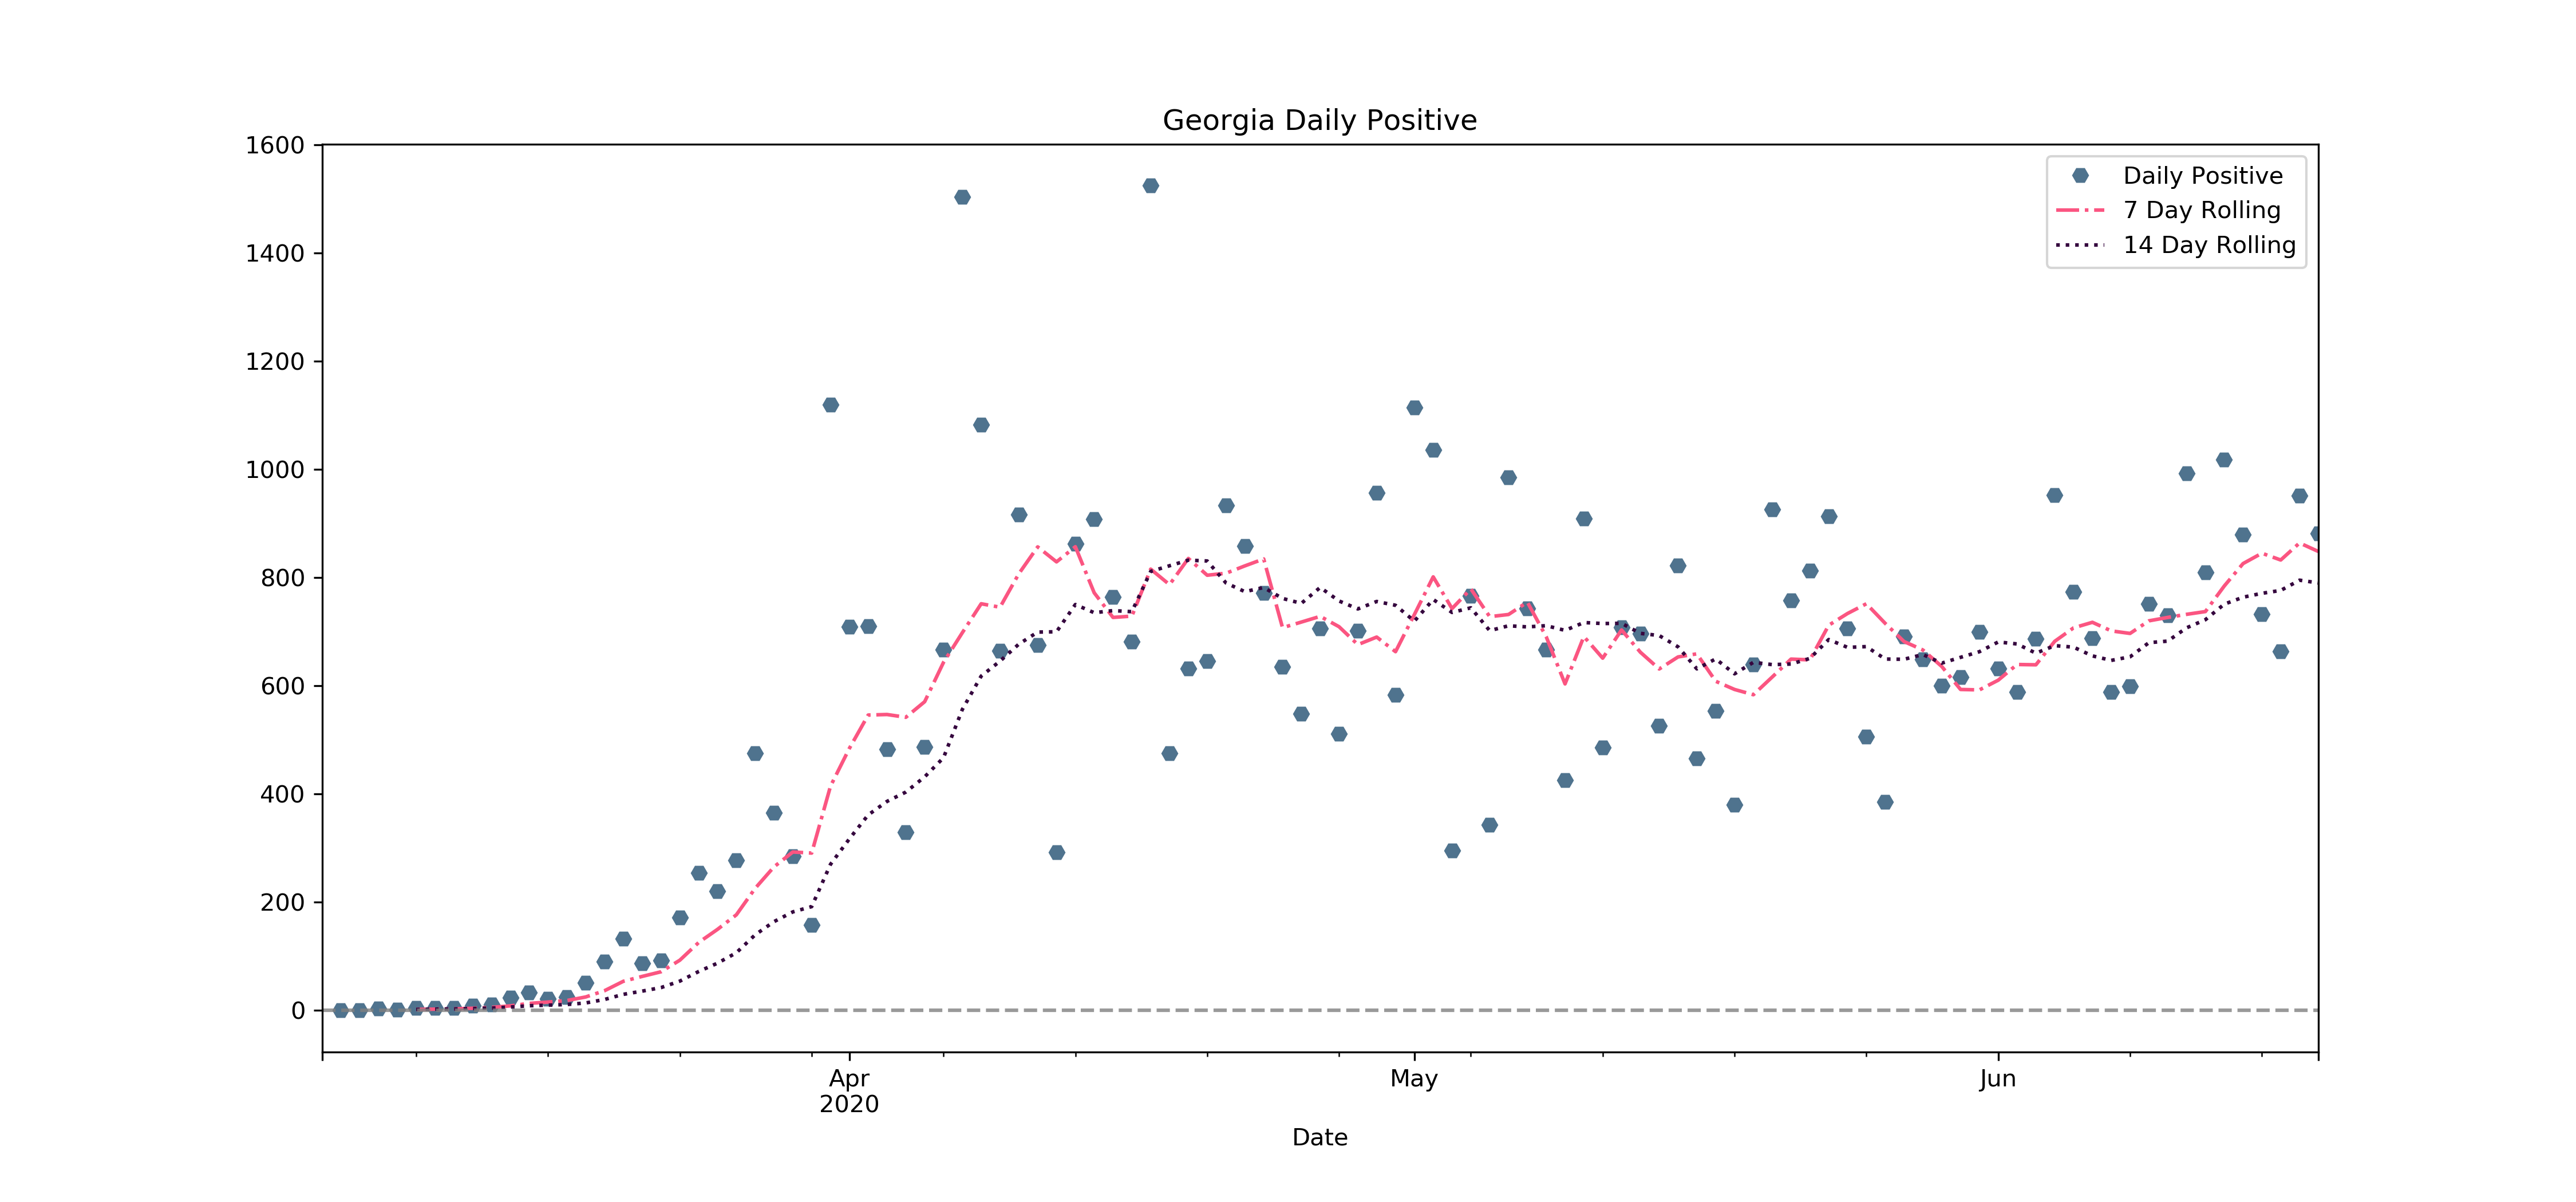 Georgia Daily Positive
1600
1400
1200
1000
800
600
400
200
0
Daily Positive
7 Day Rolling
14 Day Rolling
Apr
2020
May
Jun
Date